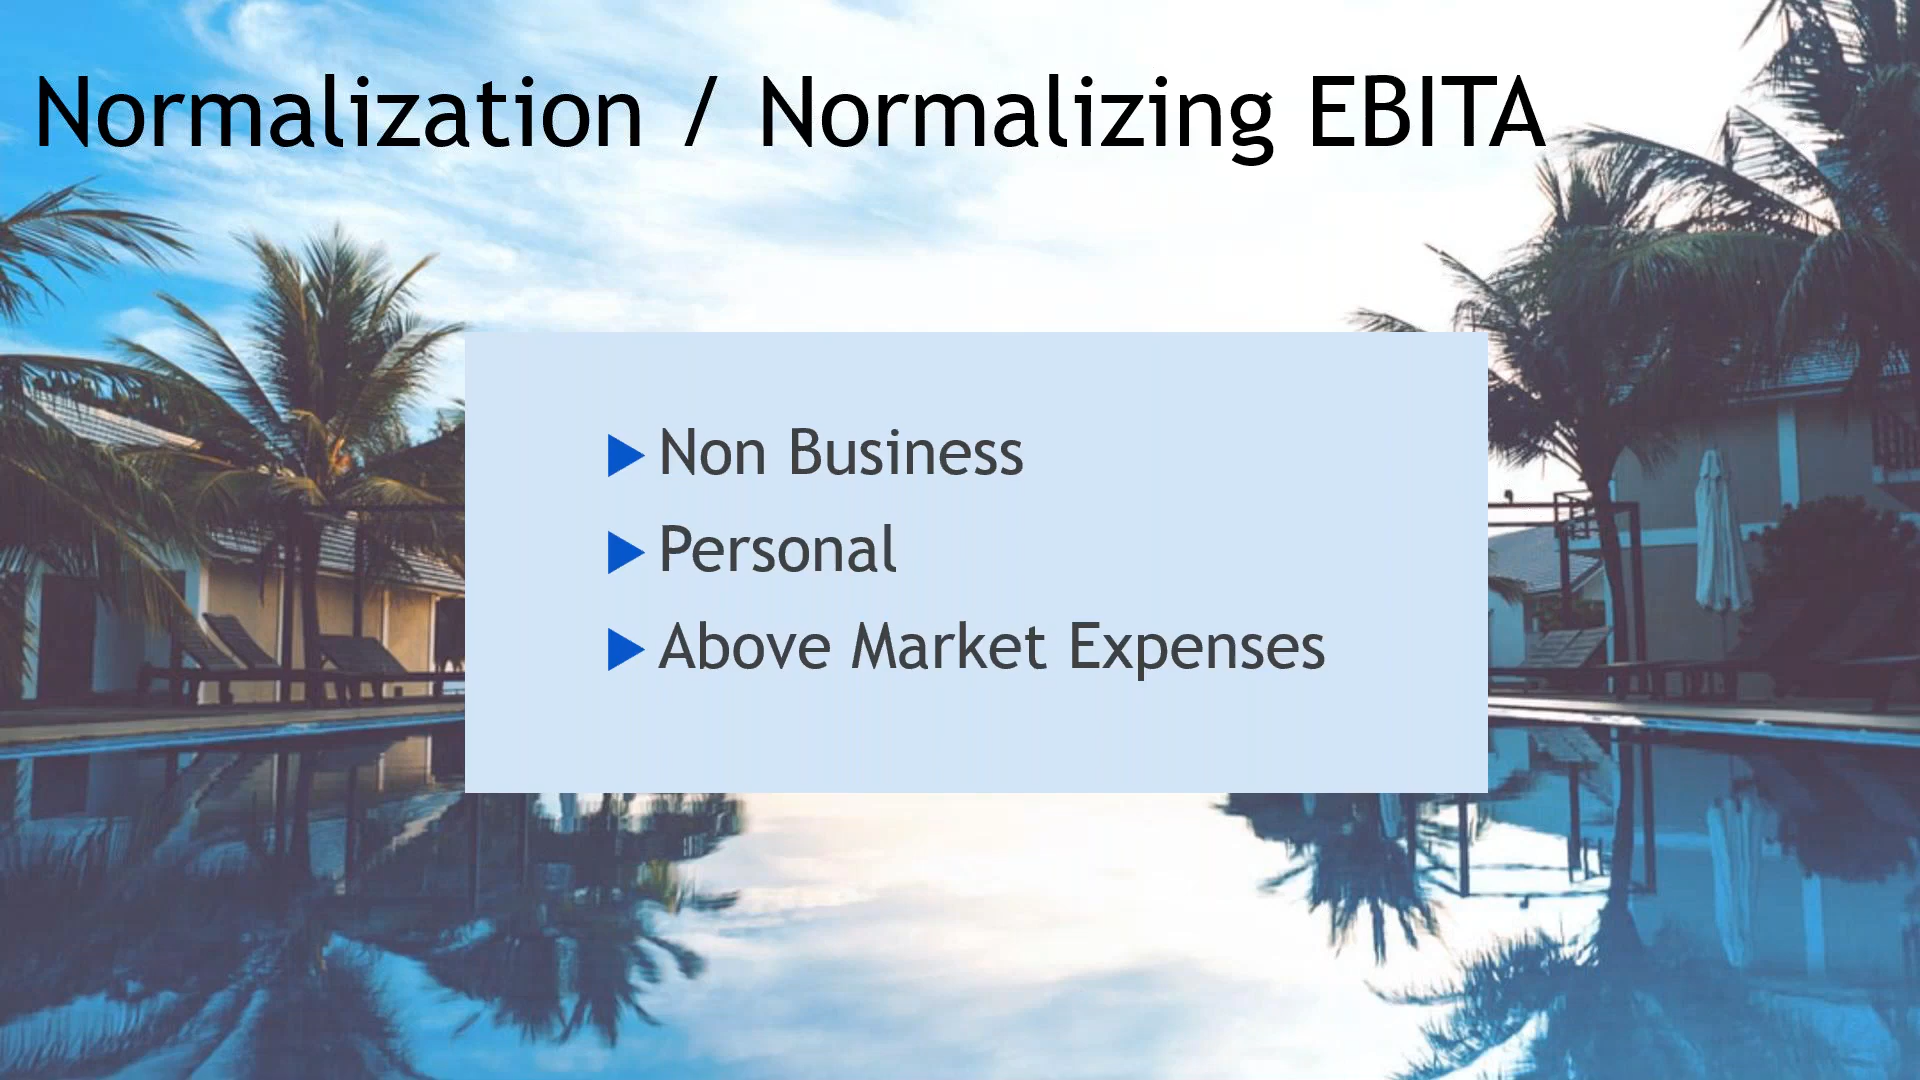 Normalization / Normalizing EBITA
Non Business
Personal
Above Market Expenses